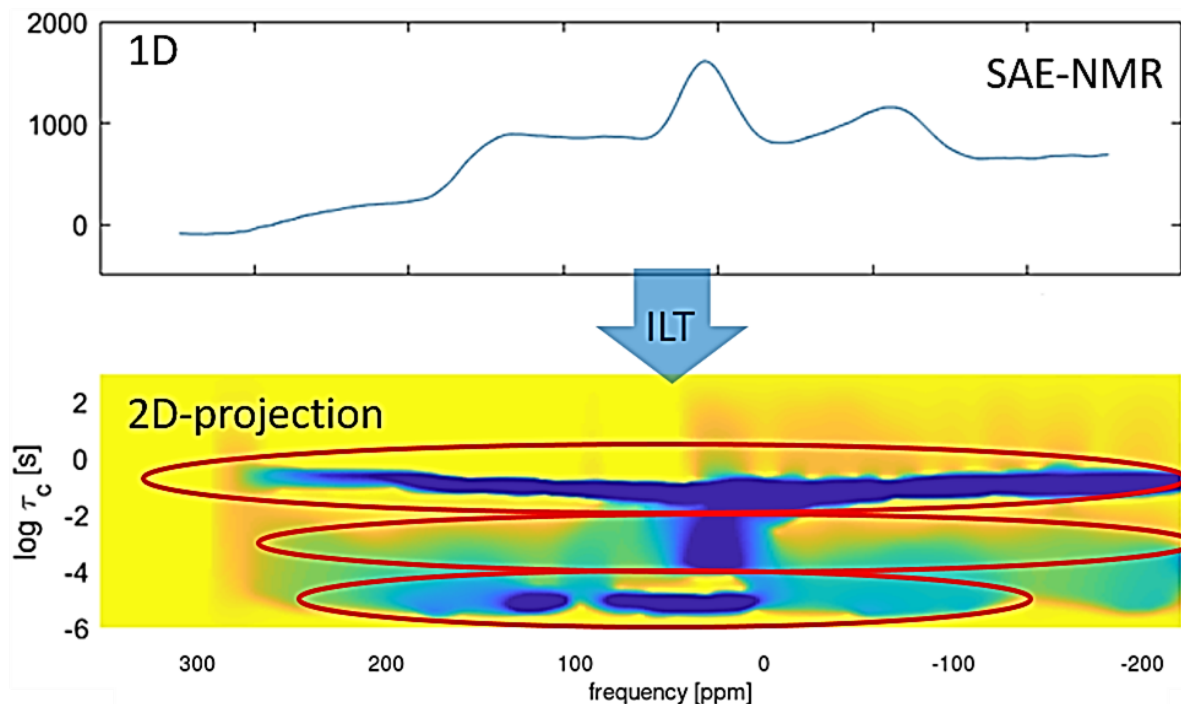 2000
1D
SAE-NMR
1000
0
ILT
2D-projection
2
0
-2
-4
-6
log τc [s]
300 200 100 0 -100 -200
frequency [ppm]